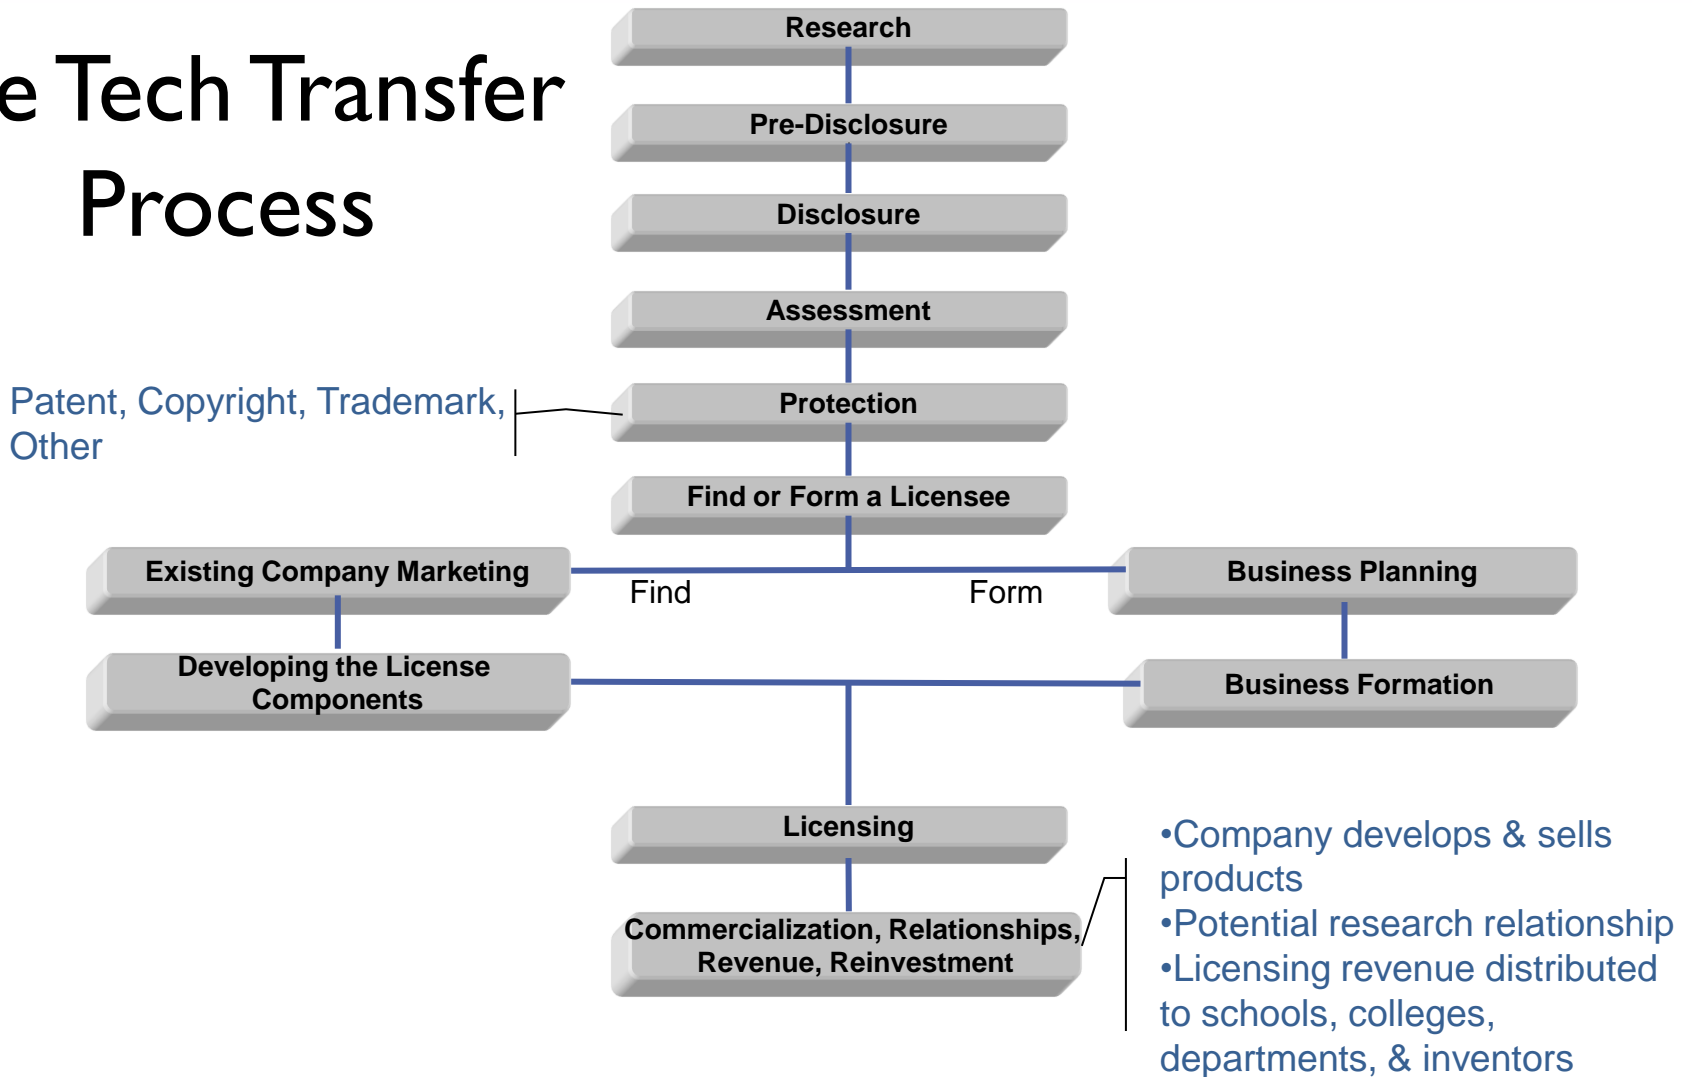 e Tech Transfer
Process
Research
Pre-Disclosure
Disclosure
Assessment
Patent, Copyright, Trademark,
Other
Protection
Find or Form a Licensee
Existing Company Marketing
Find
Form
Business Planning
Developing the License
Components
Business Formation
Licensing
Commercialization, Relationships,
Revenue, Reinvestment
•Company develops & sells
products
•Potential research relationship
•Licensing revenue distributed
to schools, colleges,
departments, & inventors